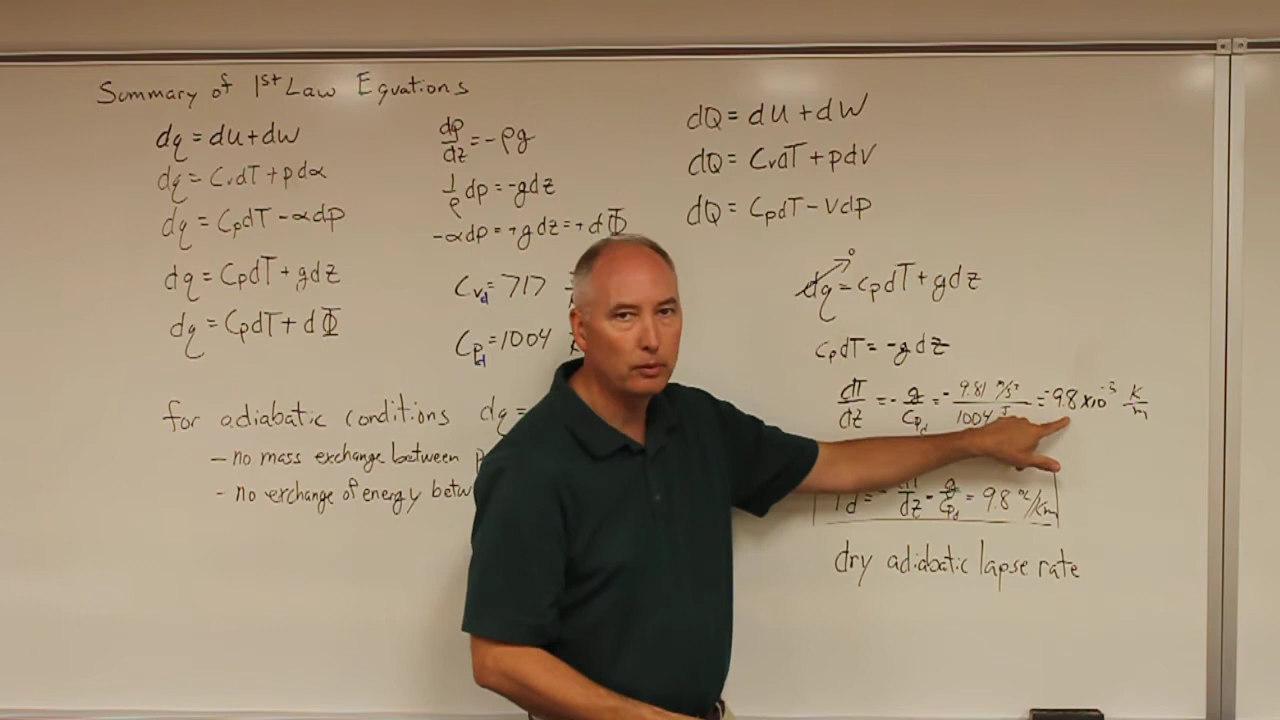 Summary of 1st Law Equations
dq = du + dw
dq = CvdT + pdα
dq = CpdT - αdp
dq = CpdT + gdz
dq = CpdT + dΦ
for adiabatic conditions dq =
- no mass exchange between
- no exchange of energy betw
dp/dz = -ρg
1/ρ dp = -gdz
-αdp = +gdz = +dΦ
Cvd = 717
Cpd = 1004
dQ = dU + dW
dQ = CvdT + pdV
dQ = CpdT - Vdp
dq → 0 = cpdT + gdz
cpdT = -gdz
dT/dz = -g/Cpd = - 9.81 m/s² / 1004 J = -9.8 x10⁻³ K/m
dz - g/cpd = 9.8 °C/km
dry adiabatic lapse rate